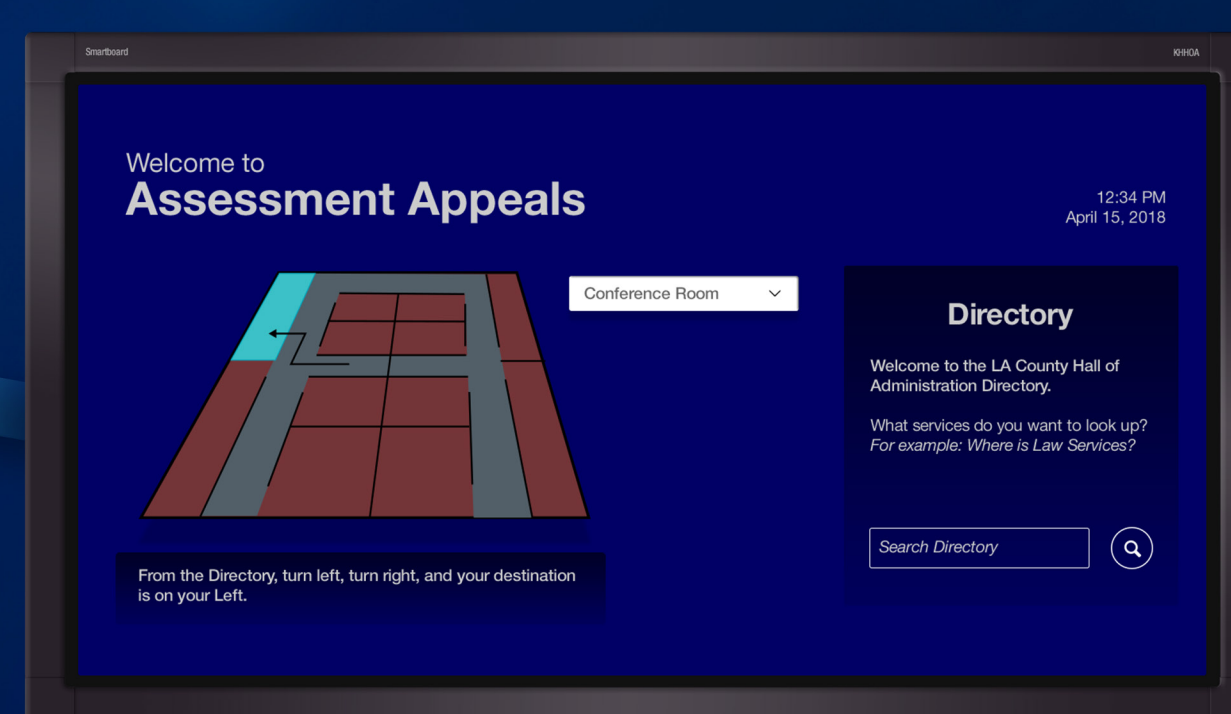 Smartboard
KHHOA
Welcome to
Assessment Appeals
12:34 PM
April 15, 2018
Conference Room
Directory
Welcome to the LA County Hall of
Administration Directory.
What services do you want to look up?
For example: Where is Law Services?
Search Directory
From the Directory, turn left, turn right, and your destination
is on your Left.